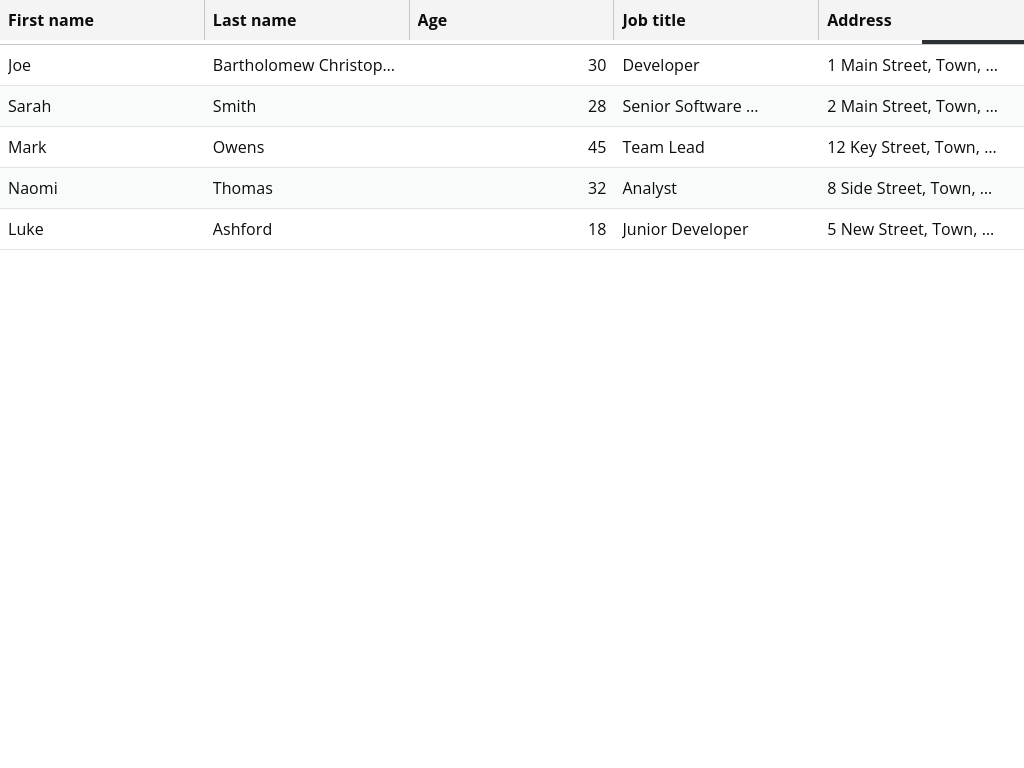 First name Last name Age Job title Address
Joe Bartholomew Christop... 30 Developer 1 Main Street, Town, ...
Sarah Smith 28 Senior Software ... 2 Main Street, Town, ...
Mark Owens 45 Team Lead 12 Key Street, Town, ...
Naomi Thomas 32 Analyst 8 Side Street, Town, ...
Luke Ashford 18 Junior Developer 5 New Street, Town, ...